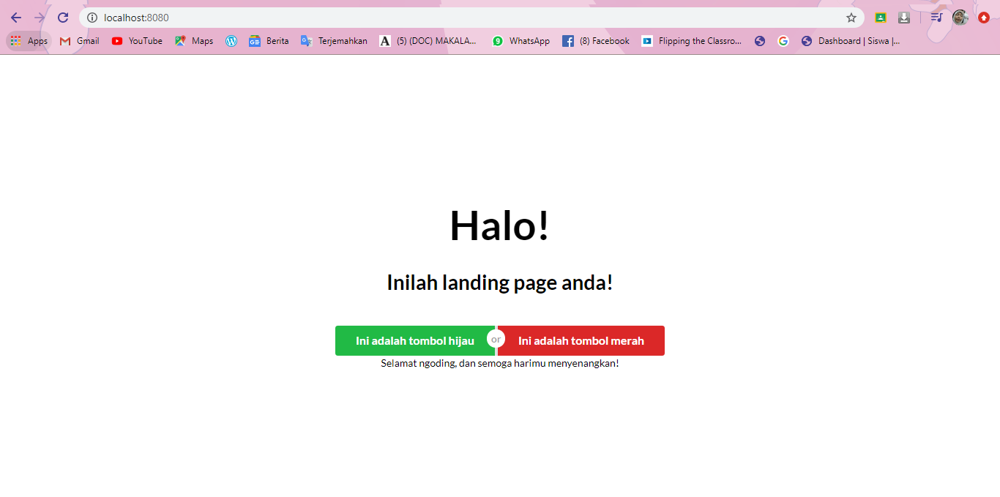 localhost:8080
Apps Gmail YouTube Maps Berita Terjemahkan (5) (DOC) MAKALA... WhatsApp (8) Facebook Flipping the Classro... Dashboard | Siswa |...
Halo!
Inilah landing page anda!
Ini adalah tombol hijau or Ini adalah tombol merah
Selamat ngoding, dan semoga harimu menyenangkan!